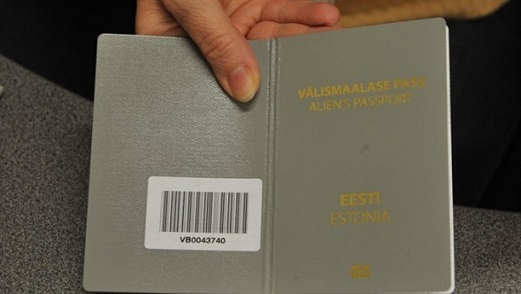 VÄLISMAALASE PASS
ALIEN'S PASSPORT
EESTI
ESTONIA
VB0043740